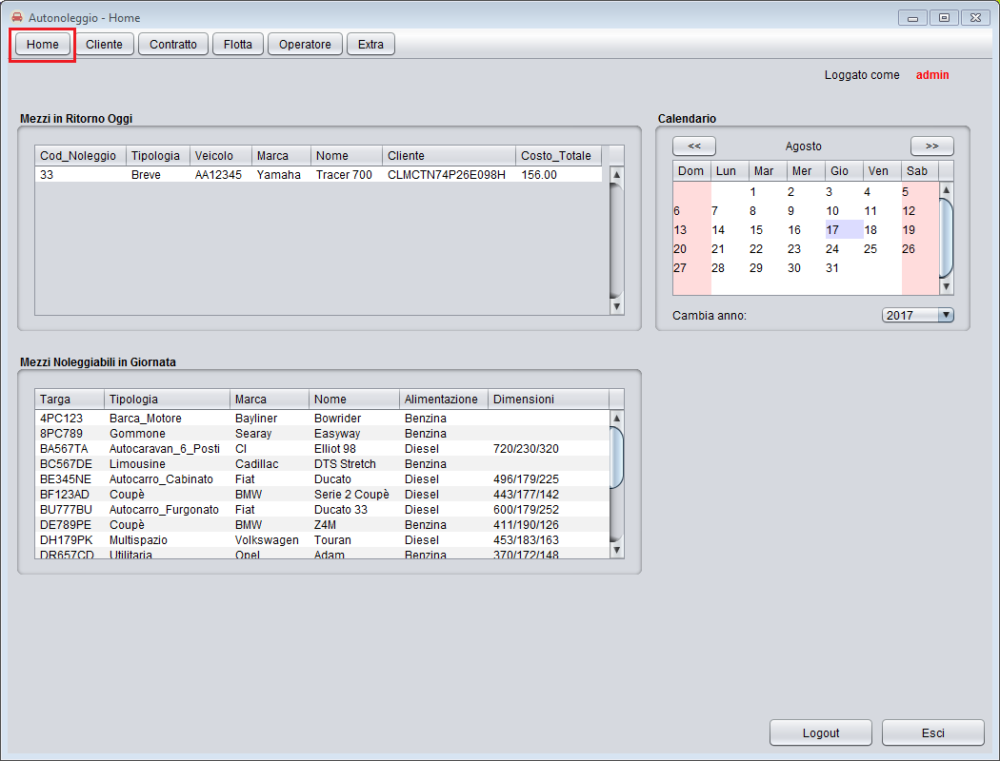 Autonoleggio - Home
Home Cliente Contratto Flotta Operatore Extra
Loggato come admin
Mezzi in Ritorno Oggi
Cod_Noleggio Tipologia Veicolo Marca Nome Cliente Costo_Totale
33 Breve AA12345 Yamaha Tracer 700 CLMCTN74P26E098H 156.00
Calendario
<< Agosto >>
Dom Lun Mar Mer Gio Ven Sab
1 2 3 4 5
6 7 8 9 10 11 12
13 14 15 16 17 18 19
20 21 22 23 24 25 26
27 28 29 30 31
Cambia anno: 2017
Mezzi Noleggiabili in Giornata
Targa Tipologia Marca Nome Alimentazione Dimensioni
4PC123 Barca_Motore Bayliner Bowrider Benzina
8PC789 Gommone Searay Easyway Benzina
BA567TA Autocaravan_6_Posti CI Elliot 98 Diesel 720/230/320
BC567DE Limousine Cadillac DTS Stretch Benzina
BE345NE Autocarro_Cabinato Fiat Ducato Diesel 496/179/225
BF123AD Coupè BMW Serie 2 Coupè Diesel 443/177/142
BU777BU Autocarro_Furgonato Fiat Ducato 33 Diesel 600/179/252
DE789PE Coupè BMW Z4M Benzina 411/190/126
DH179PK Multispazio Volkswagen Touran Diesel 453/183/163
DR657CD Utilitaria Opel Adam Benzina 370/172/148
Logout Esci